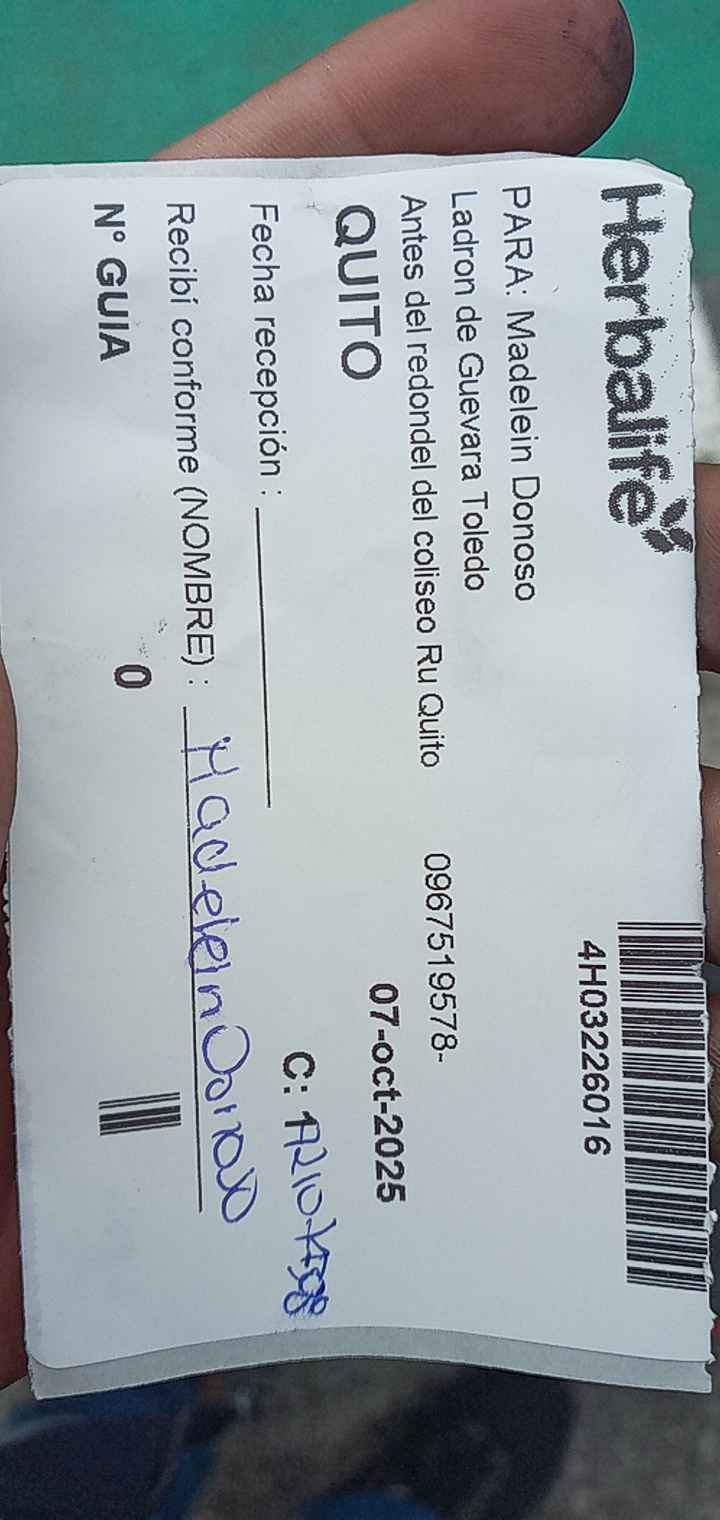 Herbalife
4H03226016
PARA: Madelein Donoso
Ladron de Guevara Toledo
Antes del redondel del coliseo Ru Quito 0967519578-
QUITO 07-oct-2025
Fecha recepción : C:
Recibí conforme (NOMBRE) : Madelein Donoso
N° GUIA 0